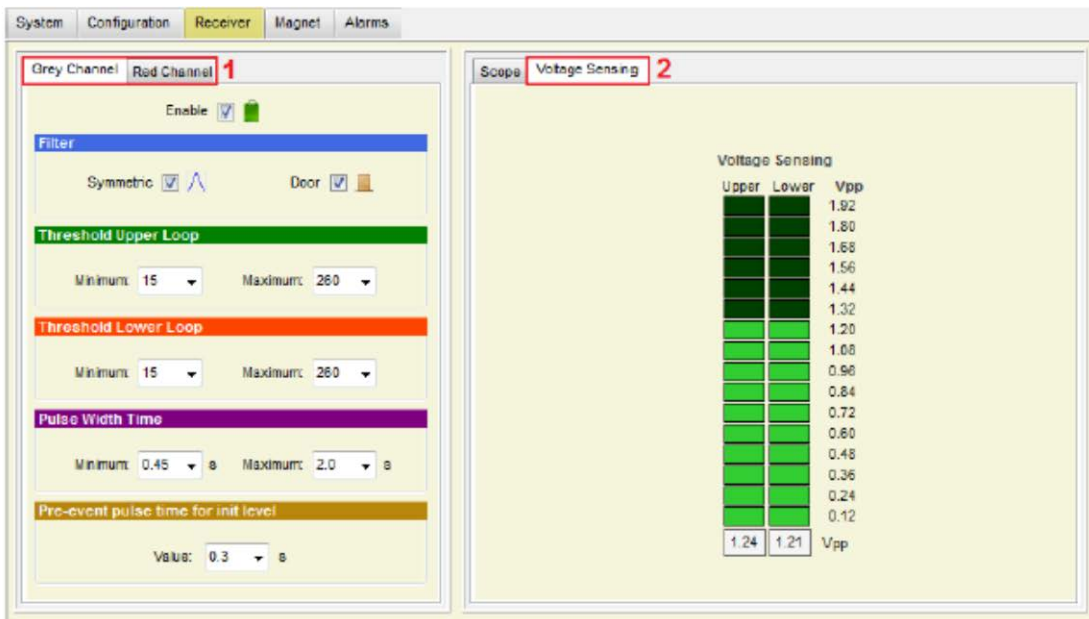 System Configuration Receiver Magnet Alarms
Grey Channel Red Channel 1
Enable
Filter
Symmetric Door
Threshold Upper Loop
Minimum: 15 Maximum: 260
Threshold Lower Loop
Minimum: 15 Maximum: 260
Pulse Width Time
Minimum: 0.45 s Maximum: 2.0 s
Pre-event pulse time for init level
Value: 0.3 s
Scope Voltage Sensing 2
Voltage Sensing
Upper Lower Vpp
1.92
1.80
1.68
1.56
1.44
1.32
1.20
1.08
0.96
0.84
0.72
0.60
0.48
0.36
0.24
0.12
1.24 1.21 Vpp